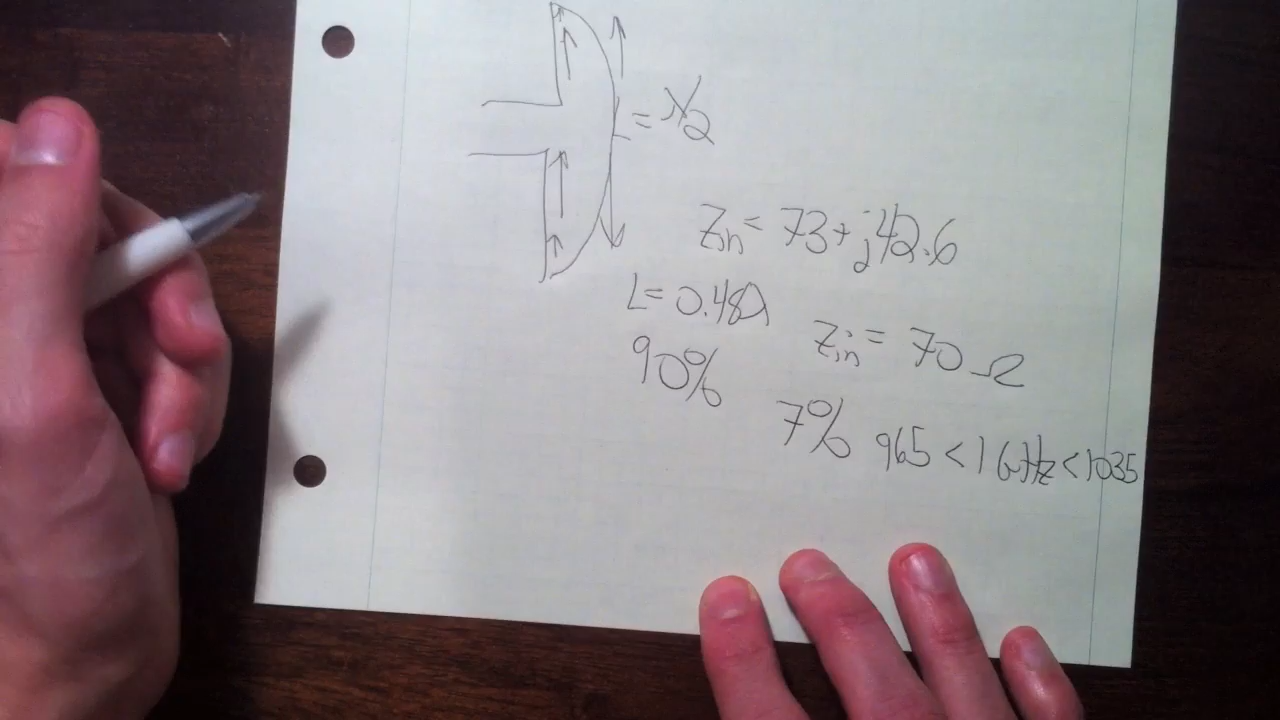 = λ/2
Zin = 73 + j42.6
L = 0.48λ
Zin = 70 Ω
90%
7% 965 < 1 GHz < 1035